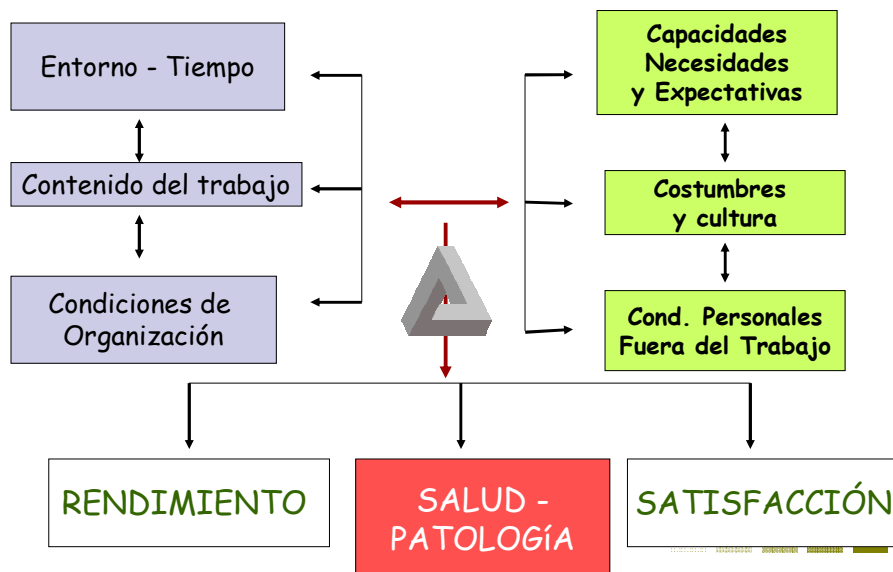 Entorno - Tiempo
Contenido del trabajo
Condiciones de
Organización
Capacidades
Necesidades
y Expectativas
Costumbres
y cultura
Cond. Personales
Fuera del Trabajo
RENDIMIENTO
SALUD -
PATOLOGÍA
SATISFACCIÓN